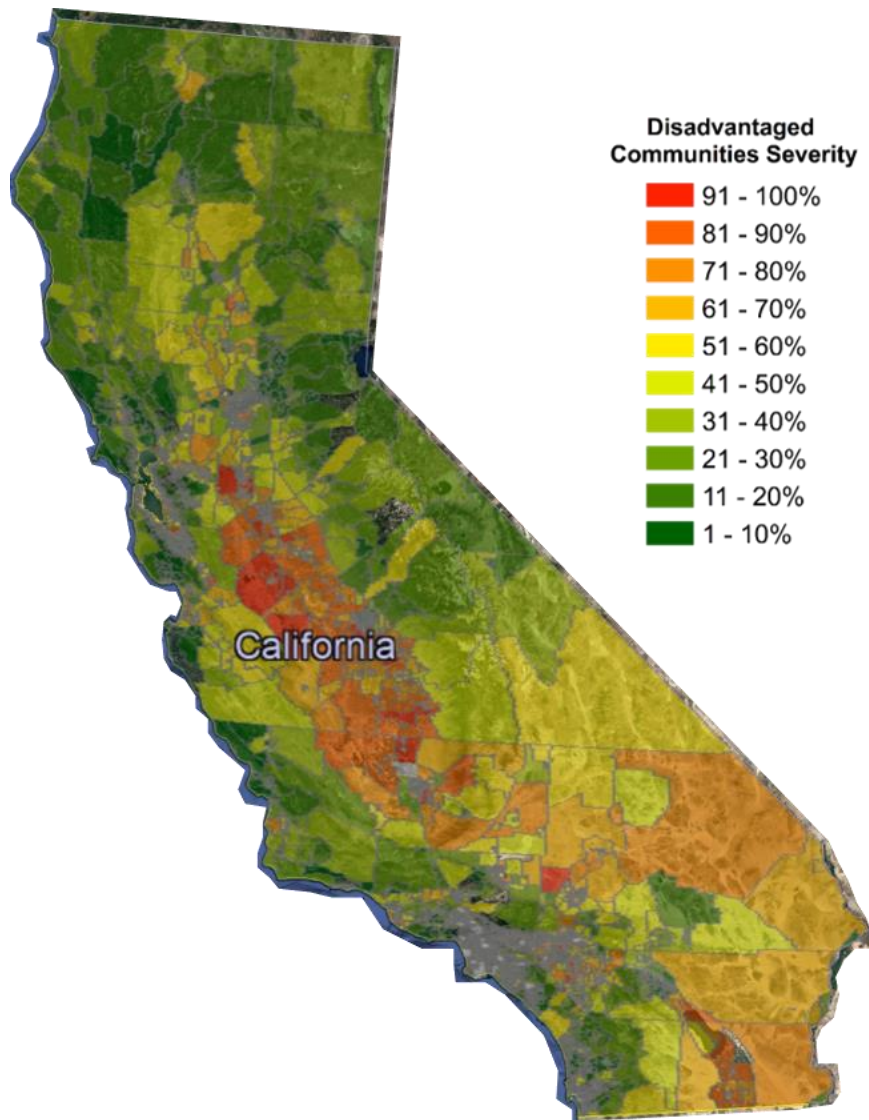 Disadvantaged
Communities Severity
91 - 100%
81 - 90%
71 - 80%
61 - 70%
51 - 60%
41 - 50%
31 - 40%
21 - 30%
11 - 20%
1 - 10%
California